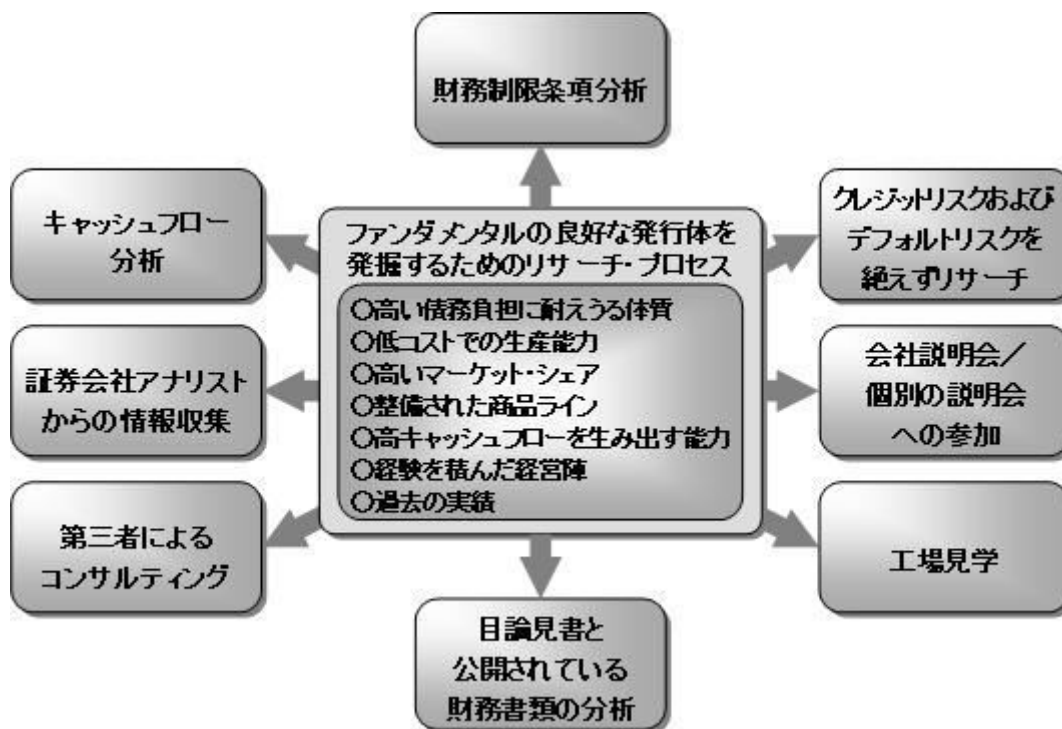 財務制限条項分析
キャッシュフロー
分析
クレジットリスクおよび
デフォルトリスクを
絶えずリサーチ
ファンダメンタルの良好な発行体を
発掘するためのリサーチ・プロセス
○高い債務負担に耐えうる体質
○低コストでの生産能力
○高いマーケット・シェア
○整備された商品ライン
○高キャッシュフローを生み出す能力
○経験を積んだ経営陣
○過去の実績
証券会社アナリスト
からの情報収集
会社説明会／
個別の説明会
への参加
第三者による
コンサルティング
工場見学
目論見書と
公開されている
財務書類の分析